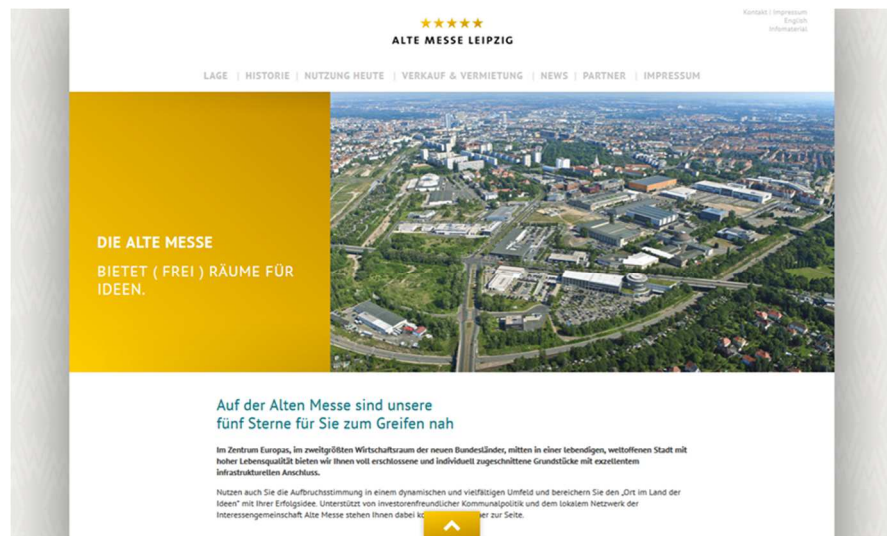 Kontakt / Impressum
English
Infomaterial
ALTE MESSE LEIPZIG
LAGE | HISTORIE | NUTZUNG HEUTE | VERKAUF & VERMIETUNG | NEWS | PARTNER | IMPRESSUM
DIE ALTE MESSE
BIETET ( FREI ) RÄUME FÜR
IDEEN.
Auf der Alten Messe sind unsere
fünf Sterne für Sie zum Greifen nah
Im Zentrum Europas, im zweitgrößten Wirtschaftsraum der neuen Bundesländer, mitten in einer lebendigen, weltoffenen Stadt mit
hoher Lebensqualität bieten wir Ihnen voll erschlossene und individuell zugeschnittene Grundstücke mit exzellentem
infrastrukturellen Anschluss.
Nutzen auch Sie die Aufbruchsstimmung in einem dynamischen und vielfältigen Umfeld und bereichern Sie den „Ort im Land der
Ideen" mit Ihrer Erfolgsidee. Unterstützt von investorenfreundlicher Kommunalpolitik und dem lokalem Netzwerk der
Interessengemeinschaft Alte Messe stehen Ihnen dabei zur Seite.